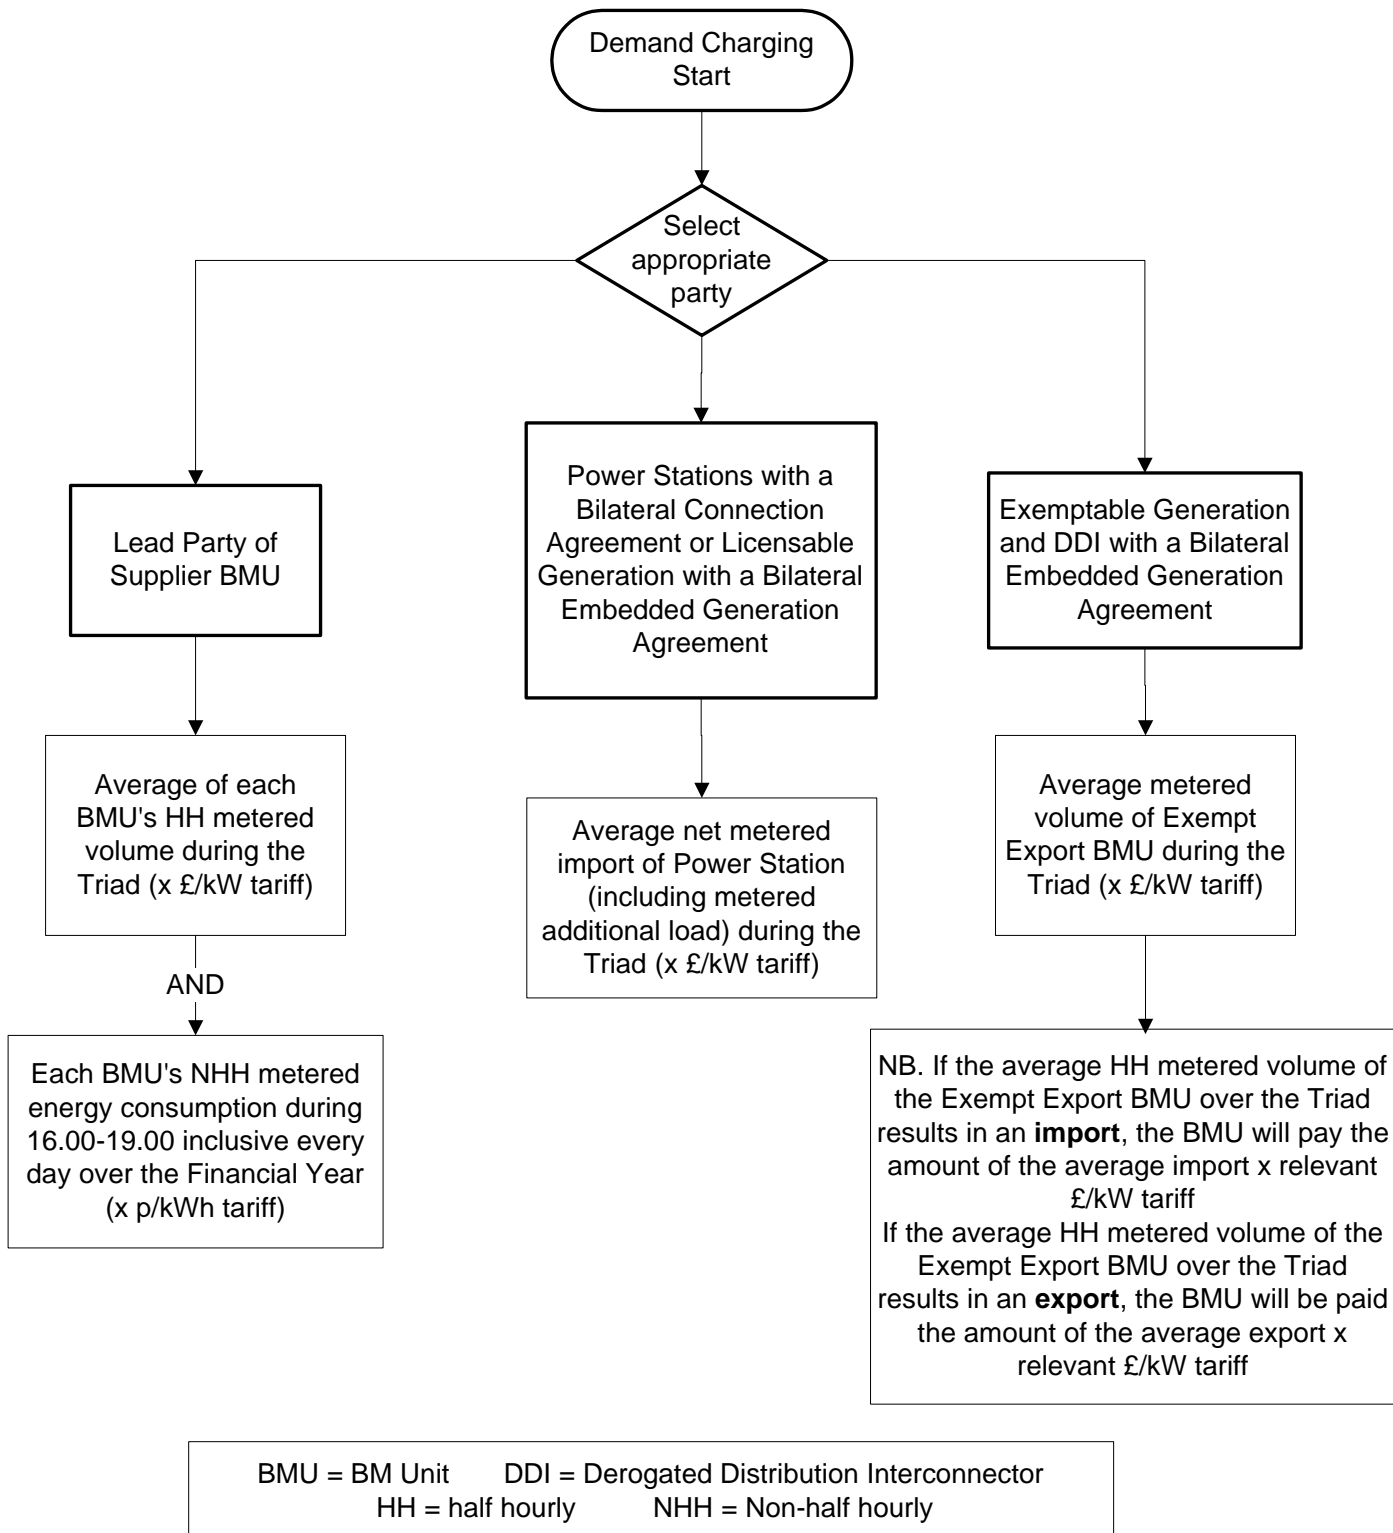 Demand Charging
Start
Select
appropriate
party
Lead Party of
Supplier BMU
Power Stations with a
Bilateral Connection
Agreement or Licensable
Generation with a Bilateral
Embedded Generation
Agreement
Exemptable Generation
and DDI with a Bilateral
Embedded Generation
Agreement
Average of each
BMU's HH metered
volume during the
Triad (x £/kW tariff)
Average net metered
import of Power Station
(including metered
additional load) during the
Triad (x £/kW tariff)
Average metered
volume of Exempt
Export BMU during the
Triad (x £/kW tariff)
AND
Each BMU's NHH metered
energy consumption during
16.00-19.00 inclusive every
day over the Financial Year
(x p/kWh tariff)
NB. If the average HH metered volume of
the Exempt Export BMU over the Triad
results in an import, the BMU will pay the
amount of the average import x relevant
£/kW tariff
If the average HH metered volume of the
Exempt Export BMU over the Triad
results in an export, the BMU will be paid
the amount of the average export x
relevant £/kW tariff
BMU = BM Unit DDI = Derogated Distribution Interconnector
HH = half hourly NHH = Non-half hourly